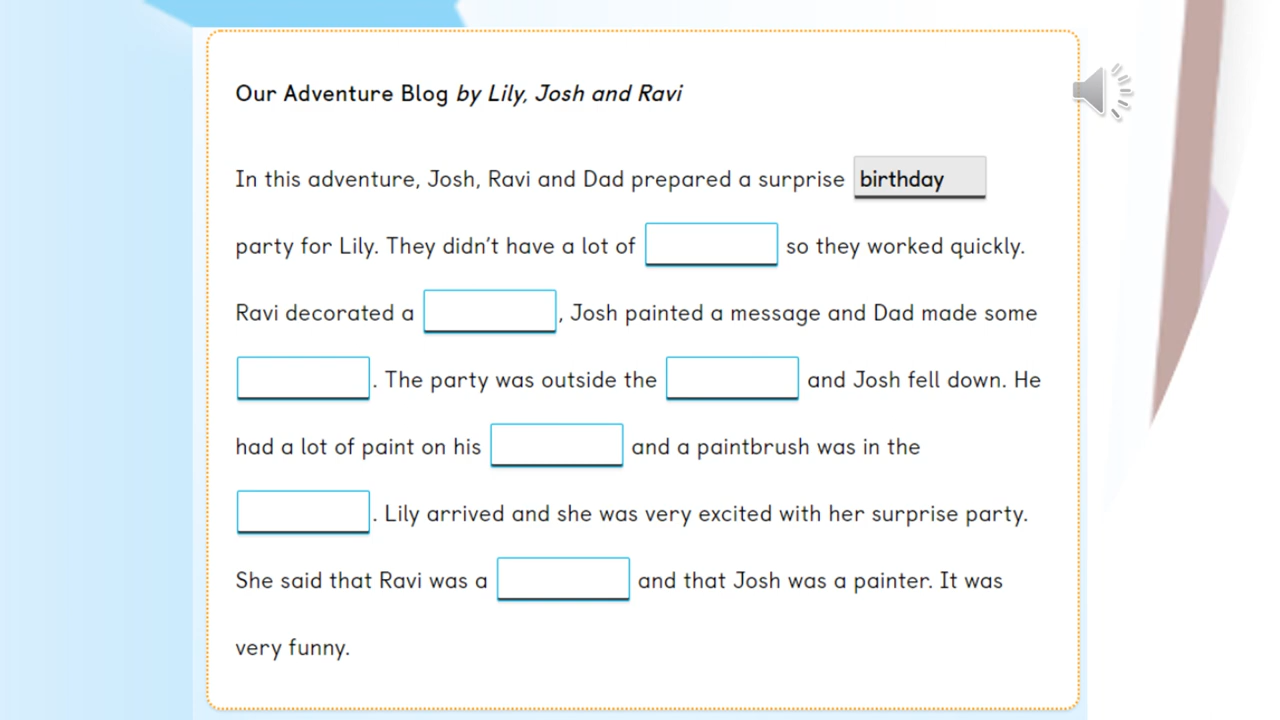 Our Adventure Blog by Lily, Josh and Ravi
In this adventure, Josh, Ravi and Dad prepared a surprise birthday
party for Lily. They didn’t have a lot of so they worked quickly.
Ravi decorated a , Josh painted a message and Dad made some
. The party was outside the and Josh fell down. He
had a lot of paint on his and a paintbrush was in the
. Lily arrived and she was very excited with her surprise party.
She said that Ravi was a and that Josh was a painter. It was
very funny.